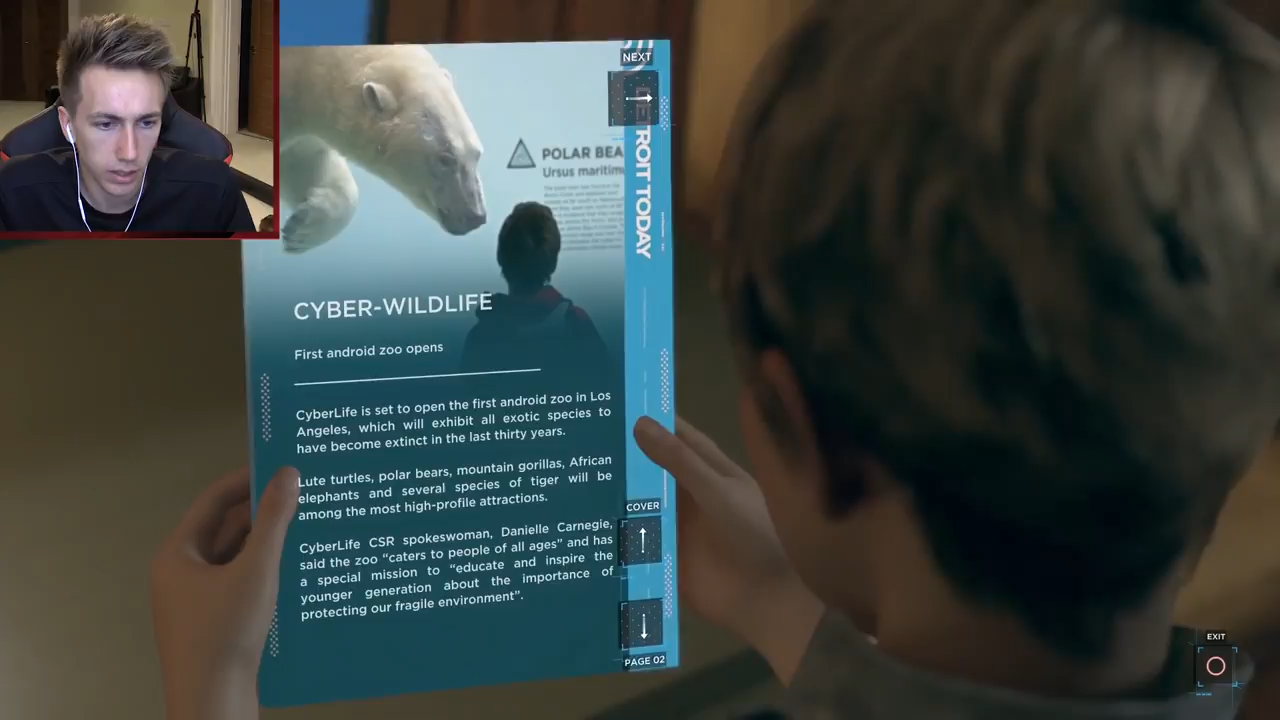 NEXT
DETROIT TODAY
POLAR BEA
Ursus maritim
CYBER-WILDLIFE
First android zoo opens
CyberLife is set to open the first android zoo in Los
Angeles, which will exhibit all exotic species to
have become extinct in the last thirty years.
Lute turtles, polar bears, mountain gorillas, African
elephants and several species of tiger will be
among the most high-profile attractions.
CyberLife CSR spokeswoman, Danielle Carnegie,
said the zoo “caters to people of all ages” and has
a special mission to “educate and inspire the
younger generation about the importance of
protecting our fragile environment”.
COVER
PAGE 02
EXIT